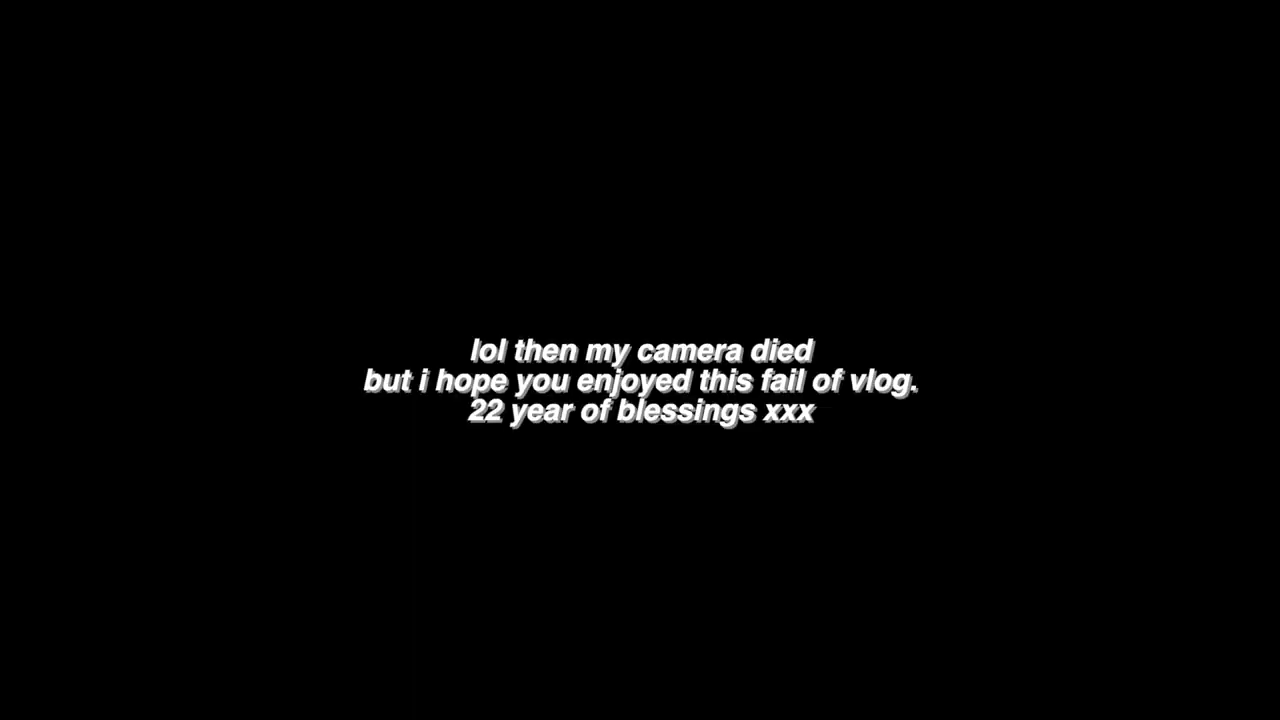 lol then my camera died
but i hope you enjoyed this fail of vlog.
22 year of blessings xxx